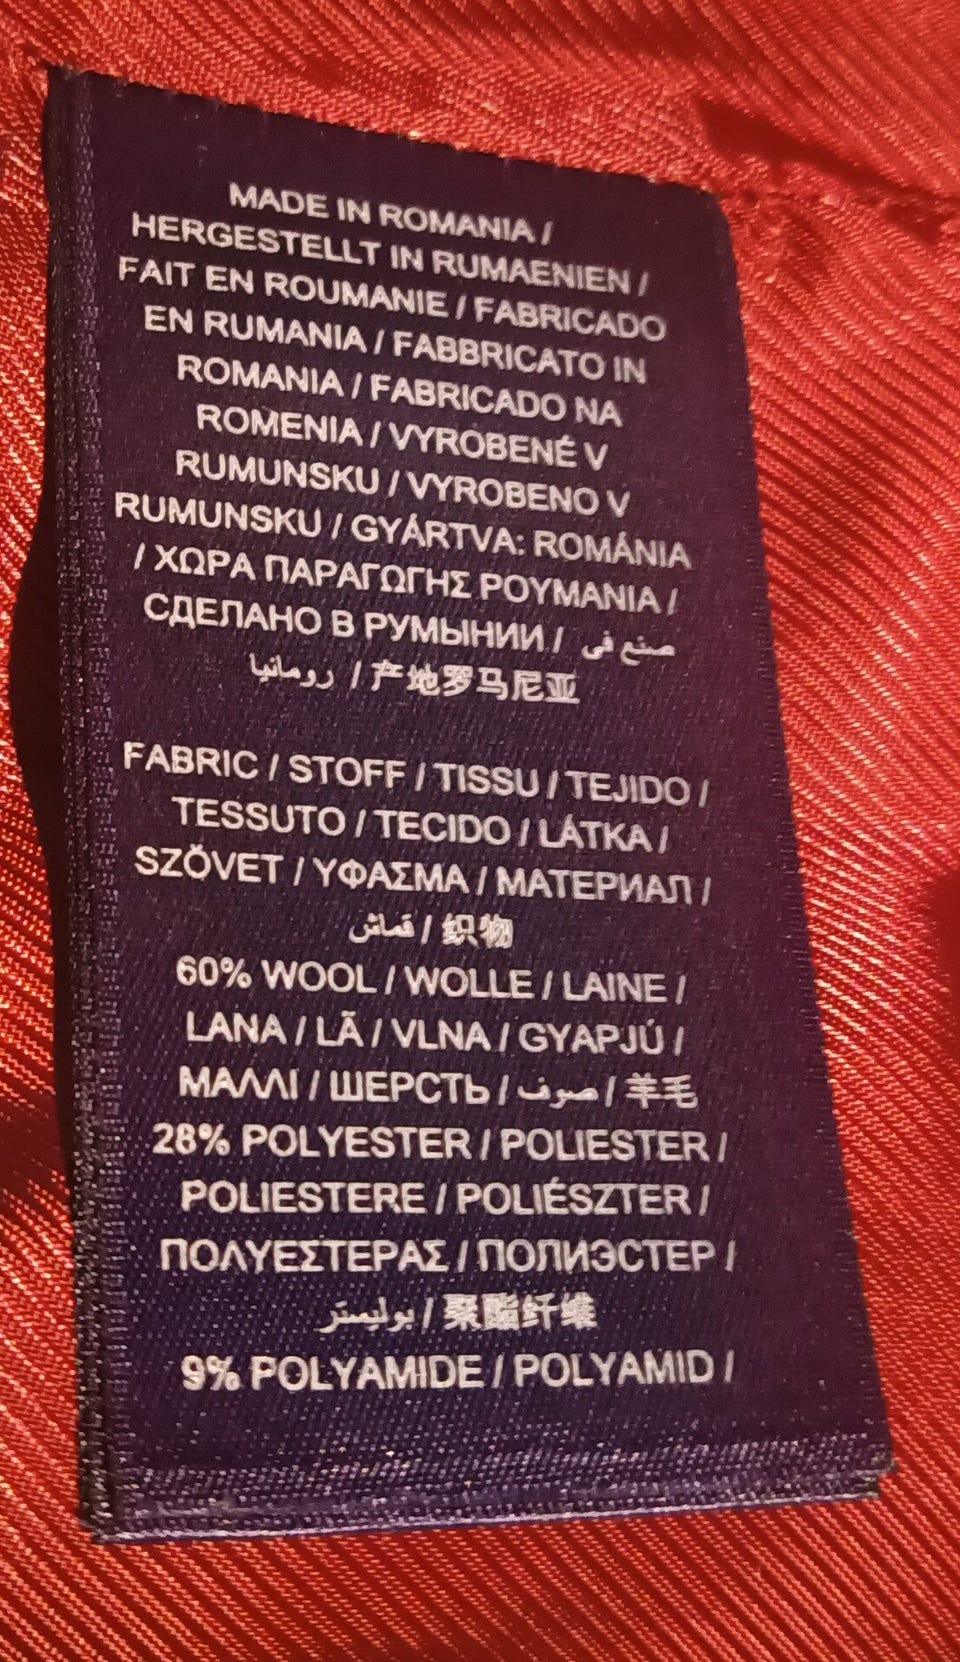 MADE IN ROMANIA /
HERGESTELLT IN RUMAENIEN /
FAIT EN ROUMANIE / FABRICADO
EN RUMANIA / FABBRICATO IN
ROMANIA / FABRICADO NA
ROMENIA / VYROBENÉ V
RUMUNSKU / VYROBENO V
RUMUNSKU / GYÁRTVA: ROMÁNIA
/ ΧΩΡΑ ΠΑΡΑΓΩΓΗΣ ΡΟΥΜΑΝΙΑ /
СДЕЛАНО В РУМЫНИИ / صنع في
رومانيا / 产地罗马尼亚
FABRIC / STOFF / TISSU / TEJIDO /
TESSUTO / TECIDO / LÁTKA /
SZÖVET / ΥΦΑΣΜΑ / МАТЕРИАЛ /
قماش / 织物
60% WOOL / WOLLE / LAINE /
LANA / LÃ / VLNA / GYAPJÚ /
ΜΑΛΛΙ / ШЕРСТЬ / صوف / 羊毛
28% POLYESTER / POLIESTER /
POLIESTERE / POLIÉSZTER /
ΠΟΛΥΕΣΤΕΡΑΣ / ПОЛИЭСТЕР /
بوليستر / 聚酯纤维
9% POLYAMIDE / POLYAMID /